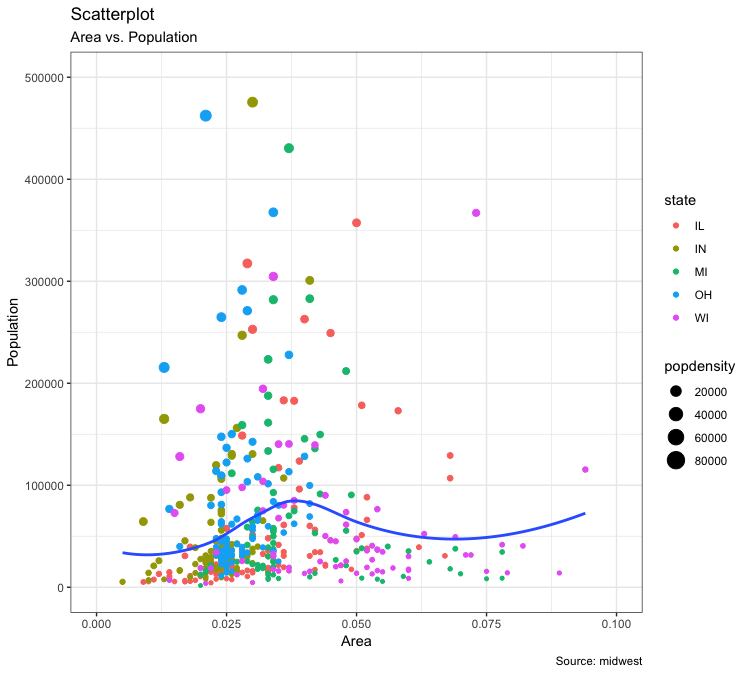 Scatterplot
Area vs. Population
500000
400000
300000
200000
100000
0
Population
0.000
0.025
0.050
0.075
0.100
Area
state
IL
IN
MI
OH
WI
popdensity
20000
40000
60000
80000
Source: midwest